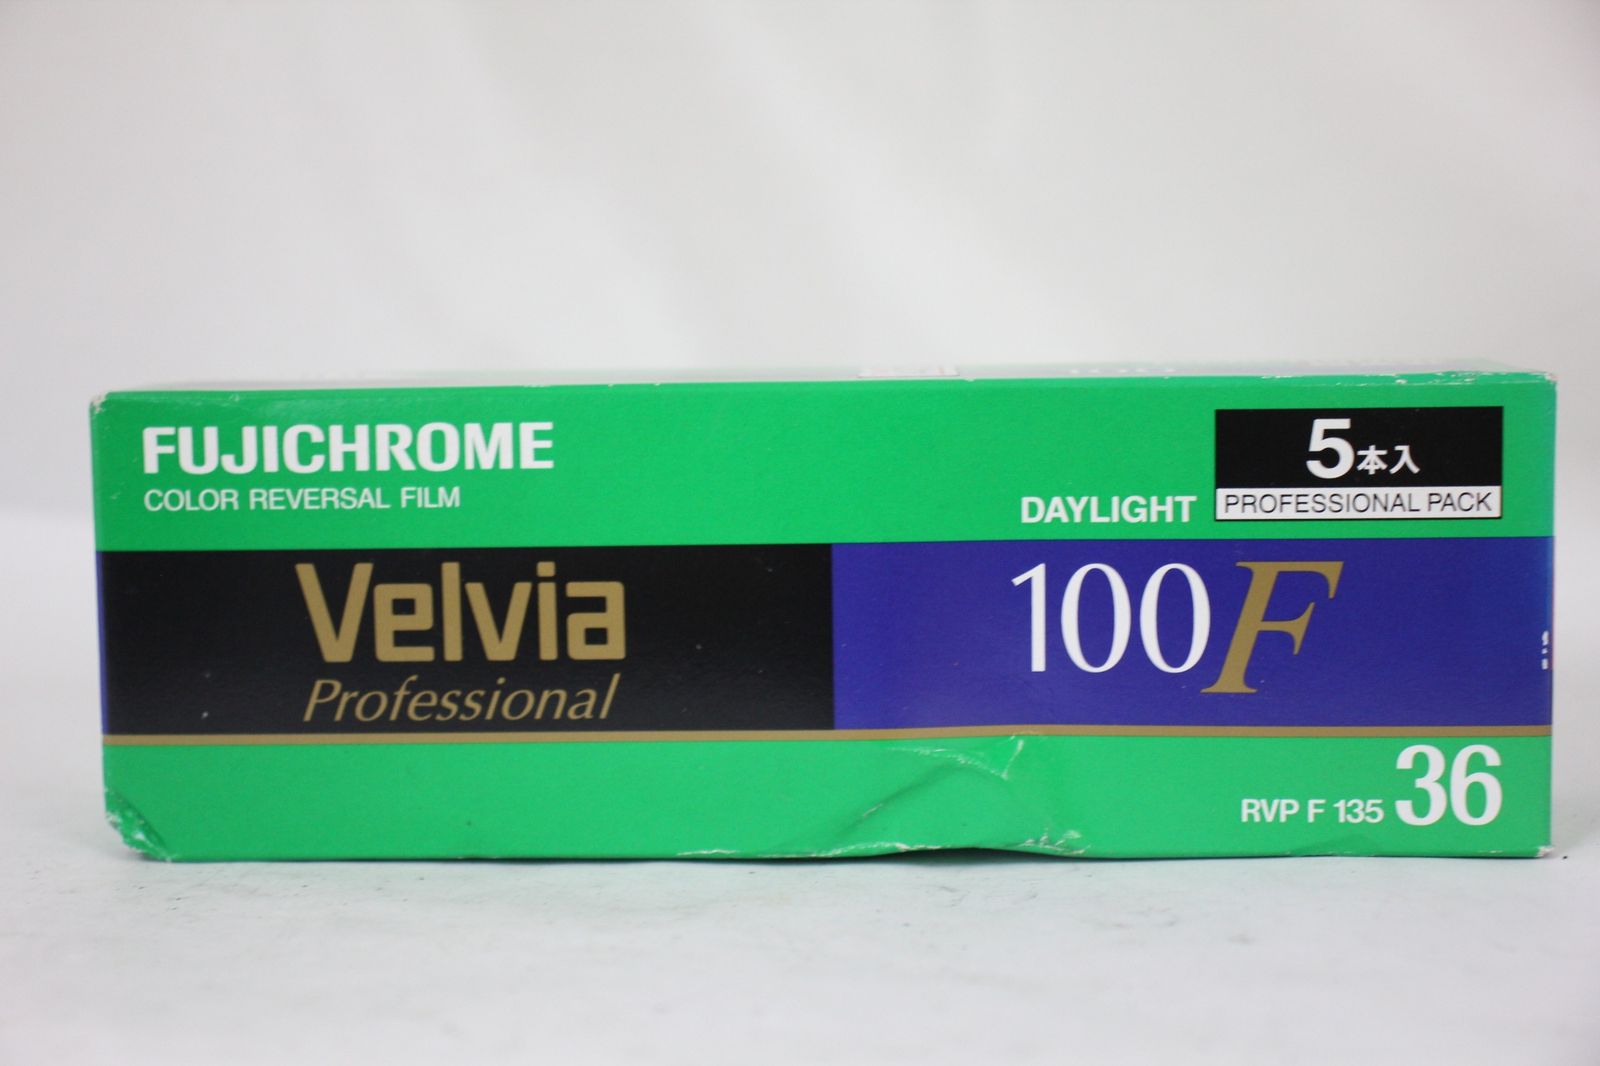 FUJICHROME
COLOR REVERSAL FILM
DAYLIGHT
5本入
PROFESSIONAL PACK
Velvia
Professional
100F
RVP F 135 36